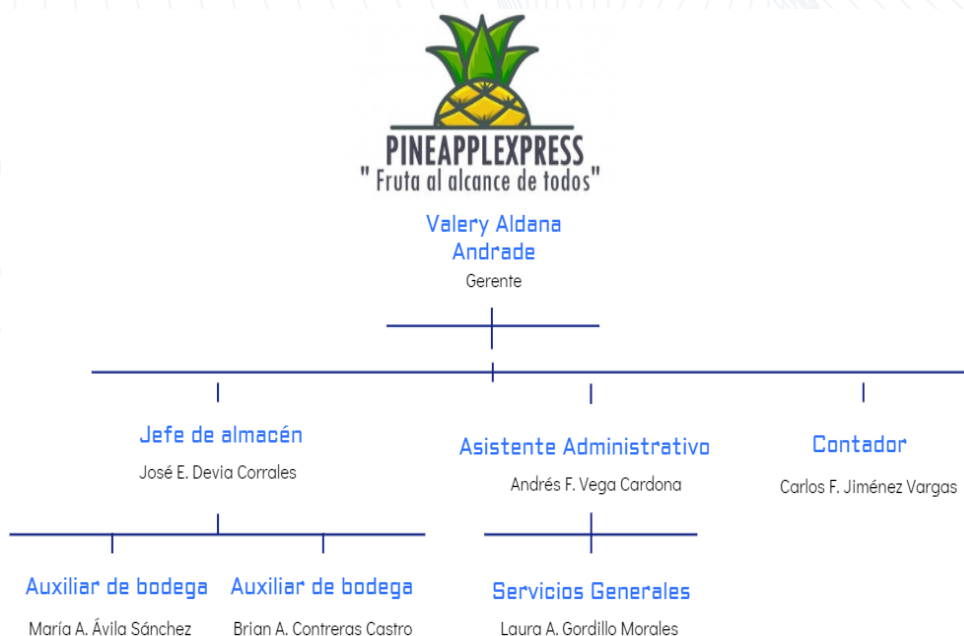 PINEAPPLEXPRESS
" Fruta al alcance de todos"
Valery Aldana
Andrade
Gerente
Jefe de almacén
José E. Devia Corrales
Asistente Administrativo
Andrés F. Vega Cardona
Contador
Carlos F. Jiménez Vargas
Auxiliar de bodega
María A. Ávila Sánchez
Auxiliar de bodega
Brian A. Contreras Castro
Servicios Generales
Laura A. Gordillo Morales